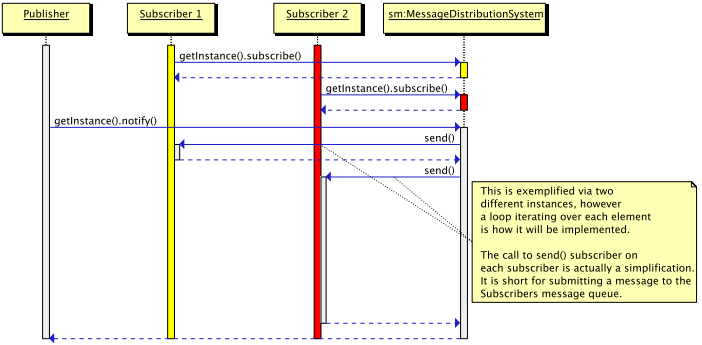 Publisher
Subscriber 1
Subscriber 2
sm:MessageDistributionSystem
getInstance().subscribe()
getInstance().subscribe()
getInstance().notify()
send()
send()
This is exemplified via two
different instances, however
a loop iterating over each element
is how it will be implemented.
The call to send() subscriber on
each subscriber is actually a simplification.
It is short for submitting a message to the
Subscribers message queue.